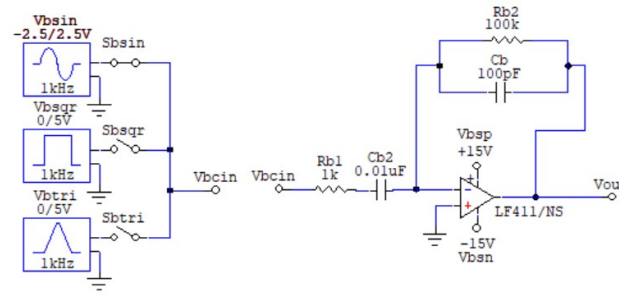 Vbsin
-2.5/2.5V
Sbsin
1kHz
Vbsqr
0/5V
Sbsqr
1kHz
Vbtri
0/5V
Sbtri
1kHz
Vbcin
Vbcin
Rb1
1k
Cb2
0.01uF
Rb2
100k
Cb
100pF
Vbsp
+15V
LF411/NS
-15V
Vbsn
Vou